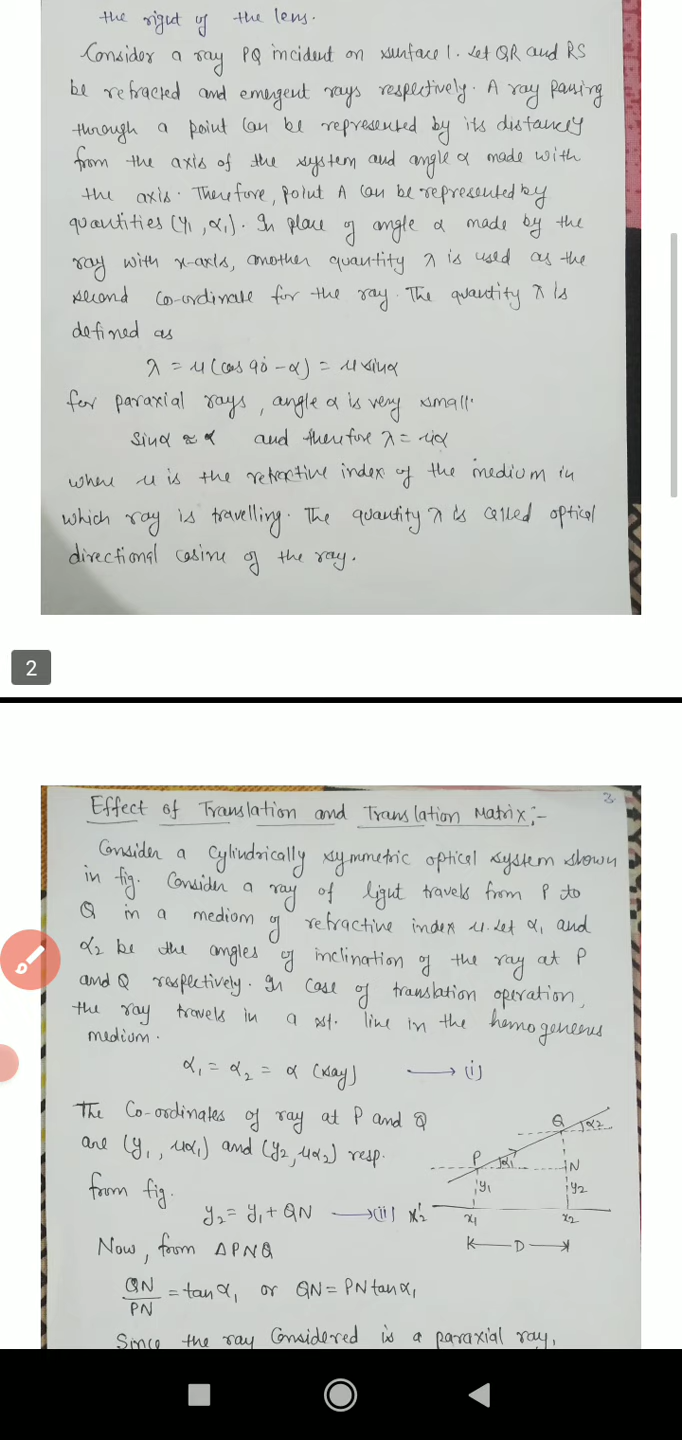 the right of the lens.
Consider a ray PQ incident on surface 1. Let QR and RS
be refracted and emergent rays respectively. A ray passing
through a point can be represented by its distance y
from the axis of the system and angle α made with
the axis. Therefore, point A can be represented by
quantities (y₁, α₁). In place of angle α made by the
ray with x-axis, another quantity λ is used as the
second co-ordinate for the ray. The quantity λ is
defined as
λ = μ(cos 90 - α) = μ sinα
for paraxial rays, angle α is very small.
sinα ≈ α and therefore λ = μα
where μ is the refractive index of the medium in
which ray is travelling. The quantity λ is called optical
directional cosine of the ray.
2
3
Effect of Translation and Translation Matrix:-
Consider a cylindrically symmetric optical system shown
in fig. Consider a ray of light travels from P to
Q in a medium of refractive index μ. Let α₁ and
α₂ be the angles of inclination of the ray at P
and Q respectively. In case of translation operation,
the ray travels in a st. line in the homogeneous
medium.
α₁ = α₂ = α (say) → (i)
The Co-ordinates of ray at P and Q
are (y₁, μα₁) and (y₂, μα₂) resp.
from fig.
y₂ = y₁ + QN → (ii)
Now, from ΔPNQ
QN/PN = tanα₁ or QN = PN tanα₁
Since the ray Considered is a paraxial ray,
Q α₂
P α₁ N
y₁ y₂
x₁ x₂
D